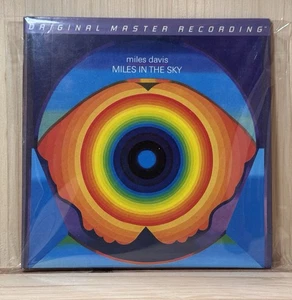 ORIGINAL MASTER RECORDING
miles davis
MILES IN THE SKY